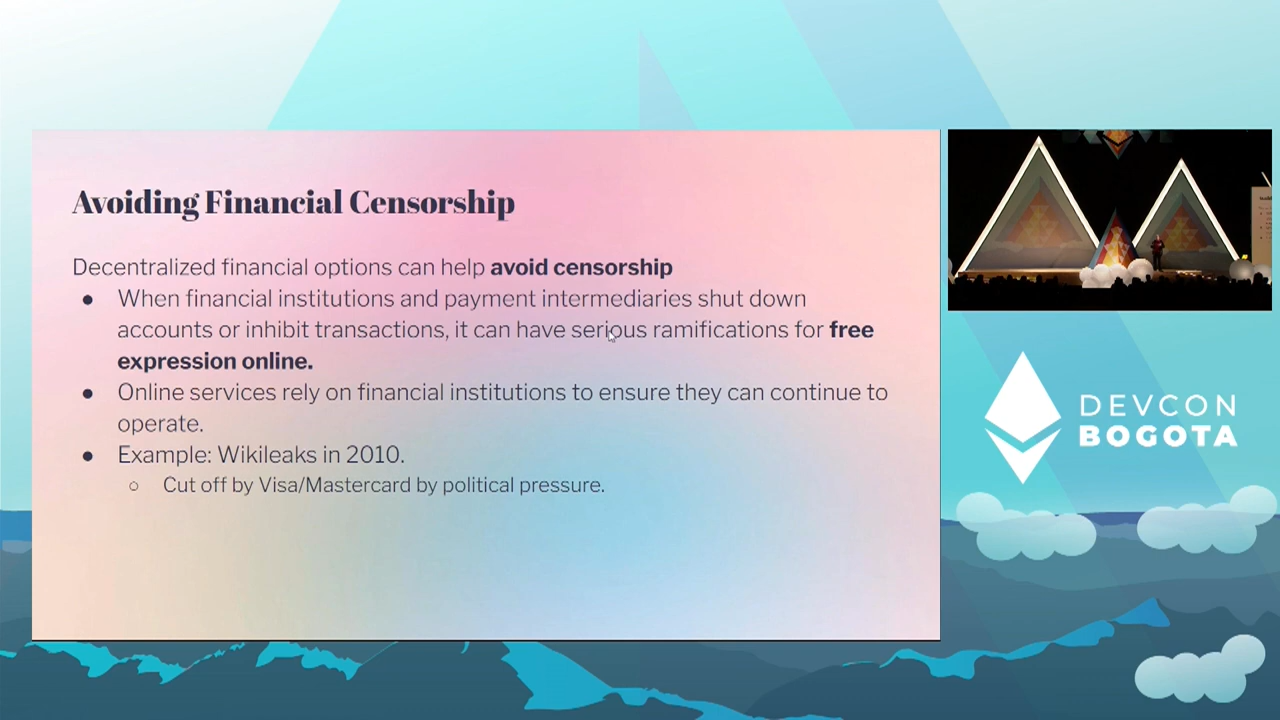 Avoiding Financial Censorship
Decentralized financial options can help avoid censorship
● When financial institutions and payment intermediaries shut down
accounts or inhibit transactions, it can have serious ramifications for free
expression online.
● Online services rely on financial institutions to ensure they can continue to
operate.
● Example: Wikileaks in 2010.
○ Cut off by Visa/Mastercard by political pressure.
DEVCON
BOGOTA